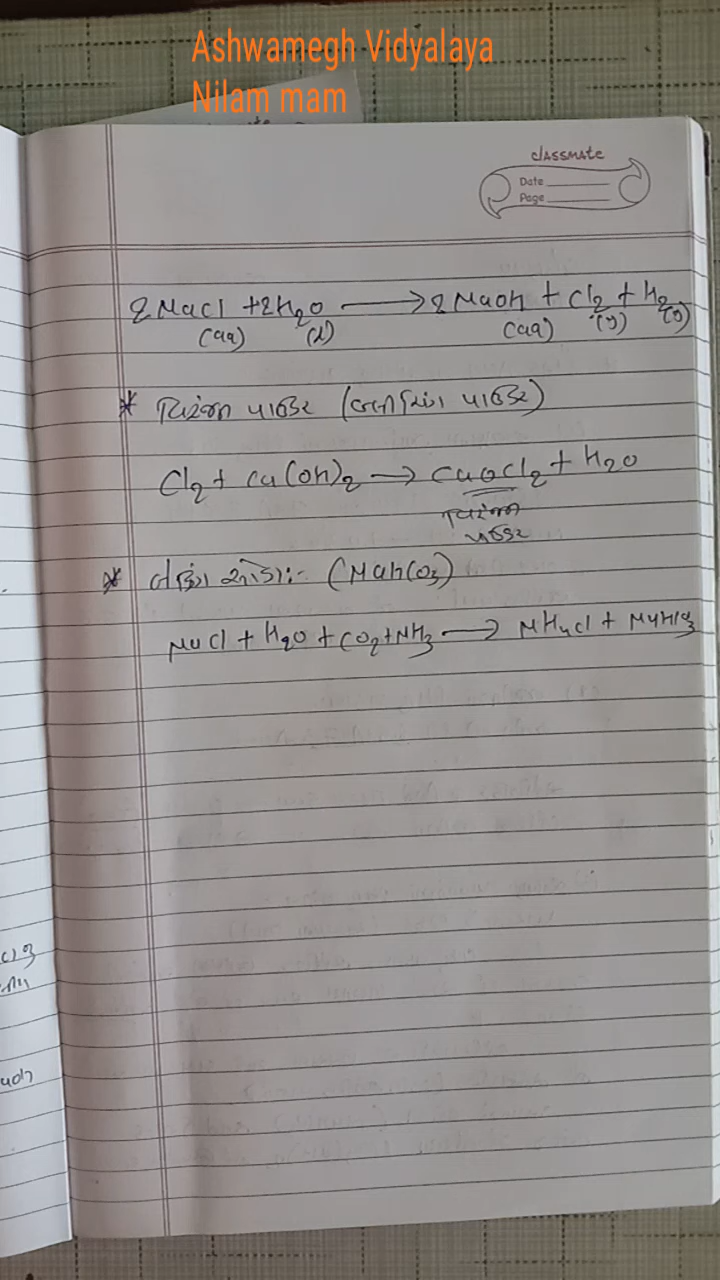 Ashwamegh Vidyalaya
Nilam mam
classmate
Date
Page
2NaCl + 2H2O ⟶ 2NaOH + Cl2 + H2
(aq) (l) (aq) (g) (g)
* વિરંજન પાઉડર (બ્લીચિંગ પાઉડર)
Cl2 + Ca(OH)2 → CaOCl2 + H2O
વિરંજન
પાઉડર
* બેકિંગ સોડા:- (NaHCO3)
NaCl + H2O + CO2 + NH3 ⟶ NH4Cl + NaHCO3